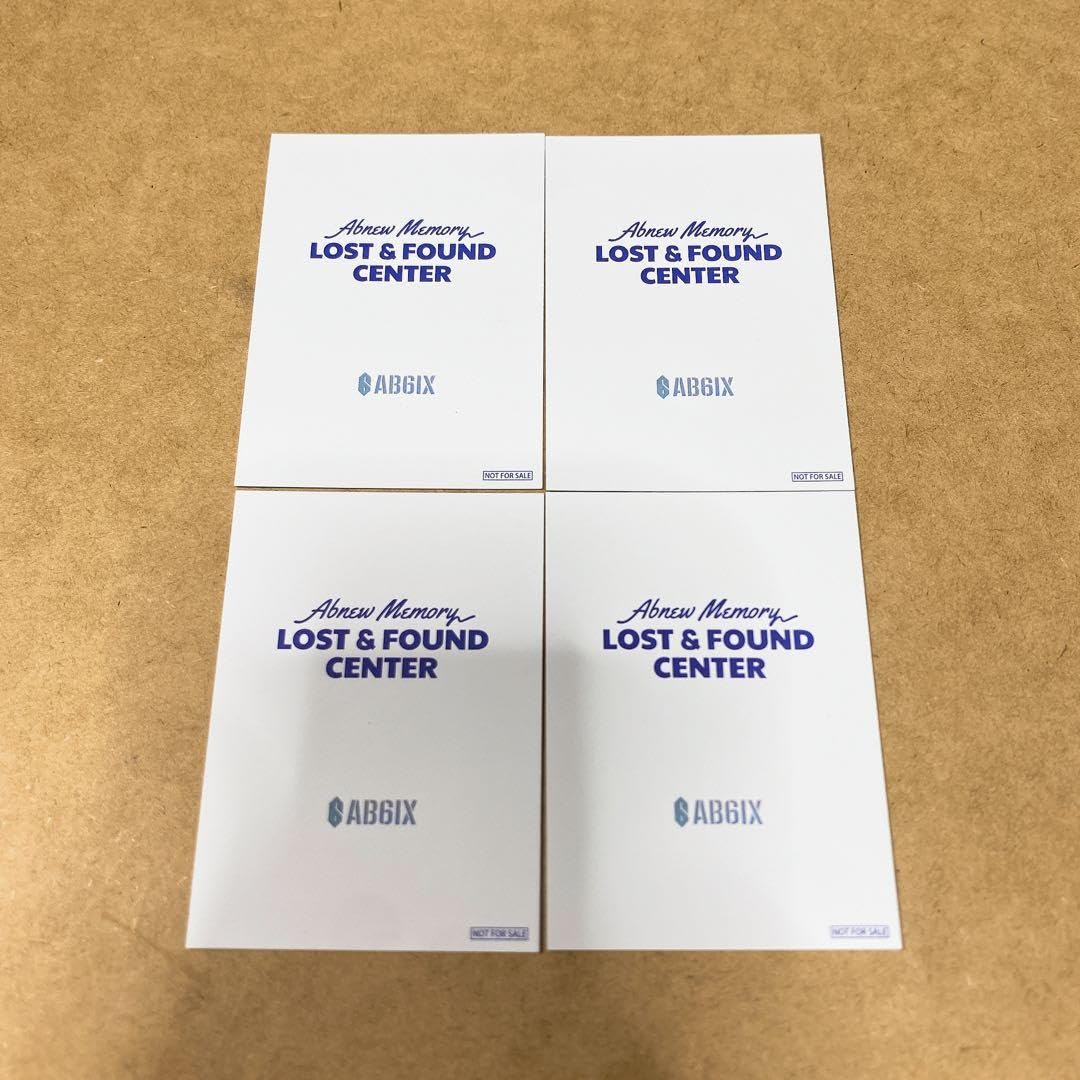 Abnew Memory
LOST & FOUND
CENTER
AB6IX
NOT FOR SALE
Abnew Memory
LOST & FOUND
CENTER
AB6IX
NOT FOR SALE
Abnew Memory
LOST & FOUND
CENTER
AB6IX
NOT FOR SALE
Abnew Memory
LOST & FOUND
CENTER
AB6IX
NOT FOR SALE